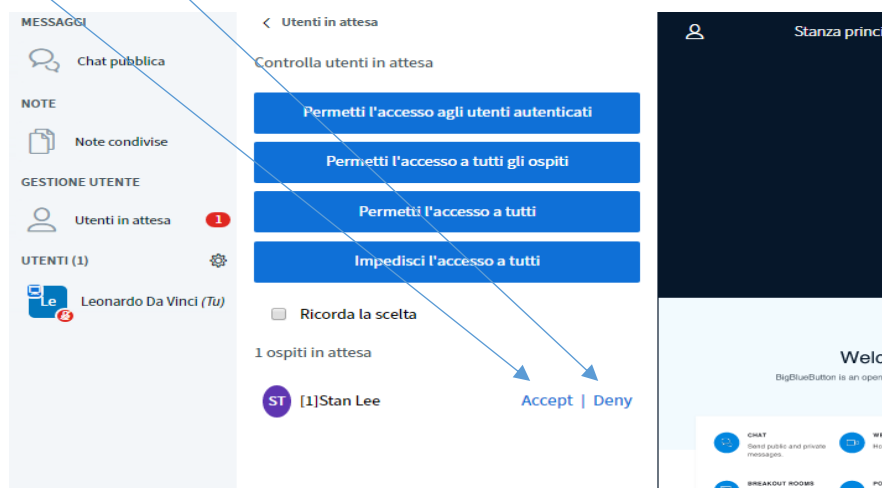 MESSAGGI
Chat pubblica
NOTE
Note condivise
GESTIONE UTENTE
Utenti in attesa 1
UTENTI (1)
Le Leonardo Da Vinci (Tu)
< Utenti in attesa
Controlla utenti in attesa
Permetti l'accesso agli utenti autenticati
Permetti l'accesso a tutti gli ospiti
Permetti l'accesso a tutti
Impedisci l'accesso a tutti
Ricorda la scelta
1 ospiti in attesa
ST [1]Stan Lee Accept | Deny
Stanza princi
Welc
BigBlueButton is an open
CHAT
Send public and private
messages.
BREAKOUT ROOMS